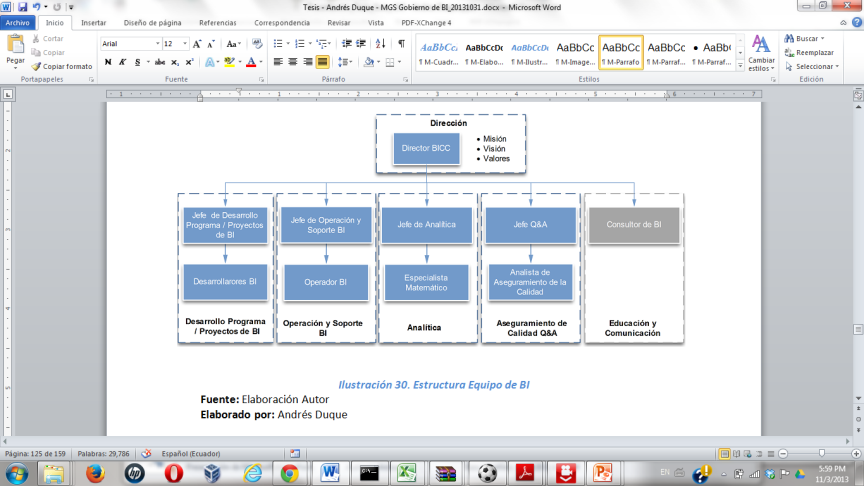 Tesis - Andrés Duque - MGS Gobierno de BI_20131031.docx - Microsoft Word
Archivo Inicio Insertar Diseño de página Referencias Correspondencia Revisar Vista PDF-XChange 4
Pegar
Cortar
Copiar
Copiar formato
Portapapeles
Arial 12
N K S abc x₂ x²
Fuente
Párrafo
AaBbCc AaBbCcDc AaBbCcDc AaBbCc AaBbCc AaBbCc AaBb(
¶ M-Cuadr... ¶ M-Elabo... ¶ M-Ilustr... ¶ M-Image... ¶ M-Parrafo ¶ M-Parraf... ¶ M-Parraf...
Cambiar
estilos
Estilos
Buscar
Reemplazar
Seleccionar
Edición
Dirección
Director BICC
• Misión
• Visión
• Valores
Jefe de Desarrollo
Programa / Proyectos
de BI
Desarrollarores BI
Desarrollo Programa
/ Proyectos de BI
Jefe de Operación y
Soporte BI
Operador BI
Operación y Soporte
BI
Jefe de Analítica
Especialista
Matemático
Analítica
Jefe Q&A
Analista de
Aseguramiento de la
Calidad
Aseguramiento de
Calidad Q&A
Consultor de BI
Educación y
Comunicación
Ilustración 30. Estructura Equipo de BI
Fuente: Elaboración Autor
Elaborado por: Andrés Duque
Página: 125 de 159 Palabras: 29,786 Español (Ecuador) 100%
EN 5:59 PM
11/3/2013